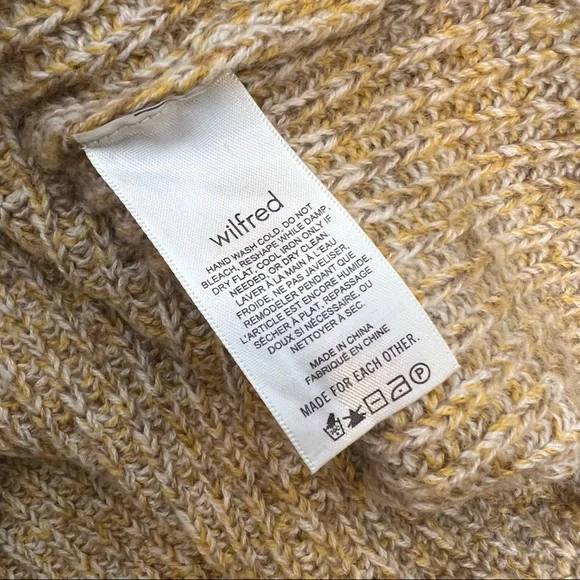 wilfred
HAND WASH COLD, DO NOT
BLEACH, RESHAPE WHILE DAMP,
DRY FLAT, COOL IRON ONLY IF
NEEDED, OR DRY CLEAN.
LAVER À LA MAIN À L'EAU
FROIDE, NE PAS JAVELISER,
REMODELER PENDANT QUE
L'ARTICLE EST ENCORE HUMIDE,
SÉCHER À PLAT, REPASSAGE
DOUX SI NÉCESSAIRE, OU
NETTOYER À SEC.
MADE IN CHINA
FABRIQUÉ EN CHINE
MADE FOR EACH OTHER.
P